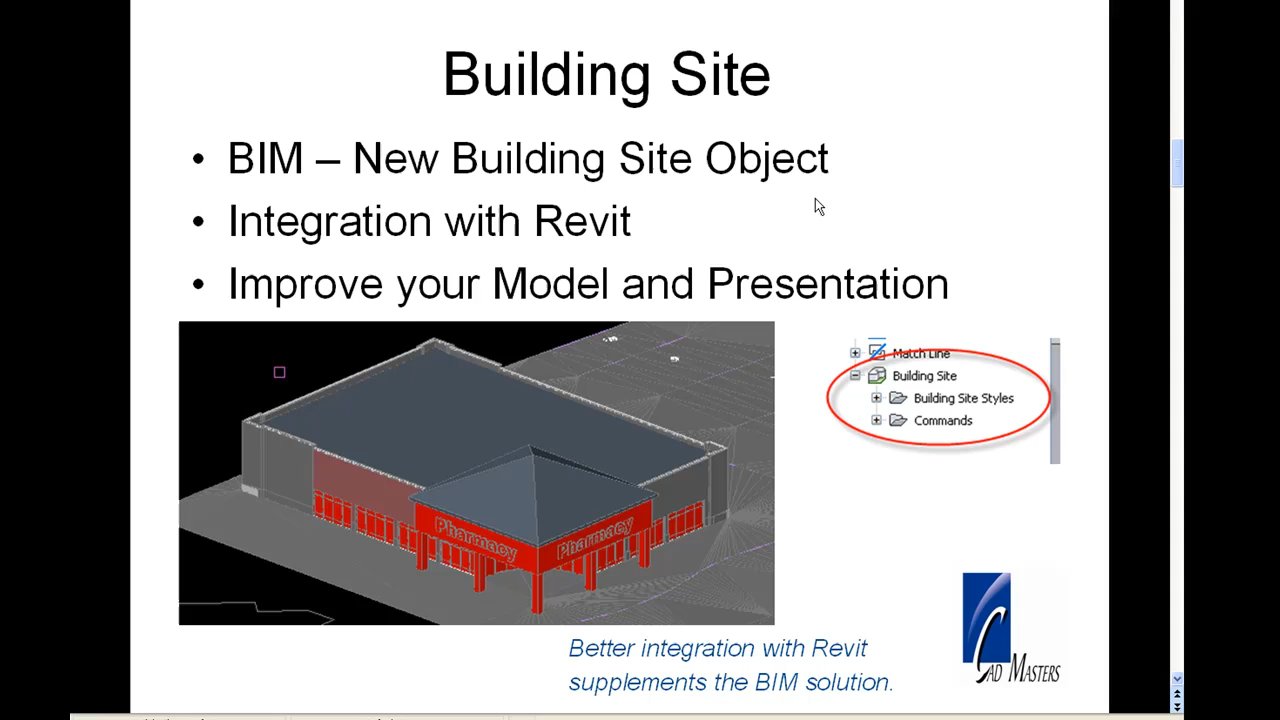 Building Site
• BIM – New Building Site Object
• Integration with Revit
• Improve your Model and Presentation
Match Line
Building Site
Building Site Styles
Commands
Pharmacy Pharmacy
Better integration with Revit
supplements the BIM solution.
CAD MASTERS